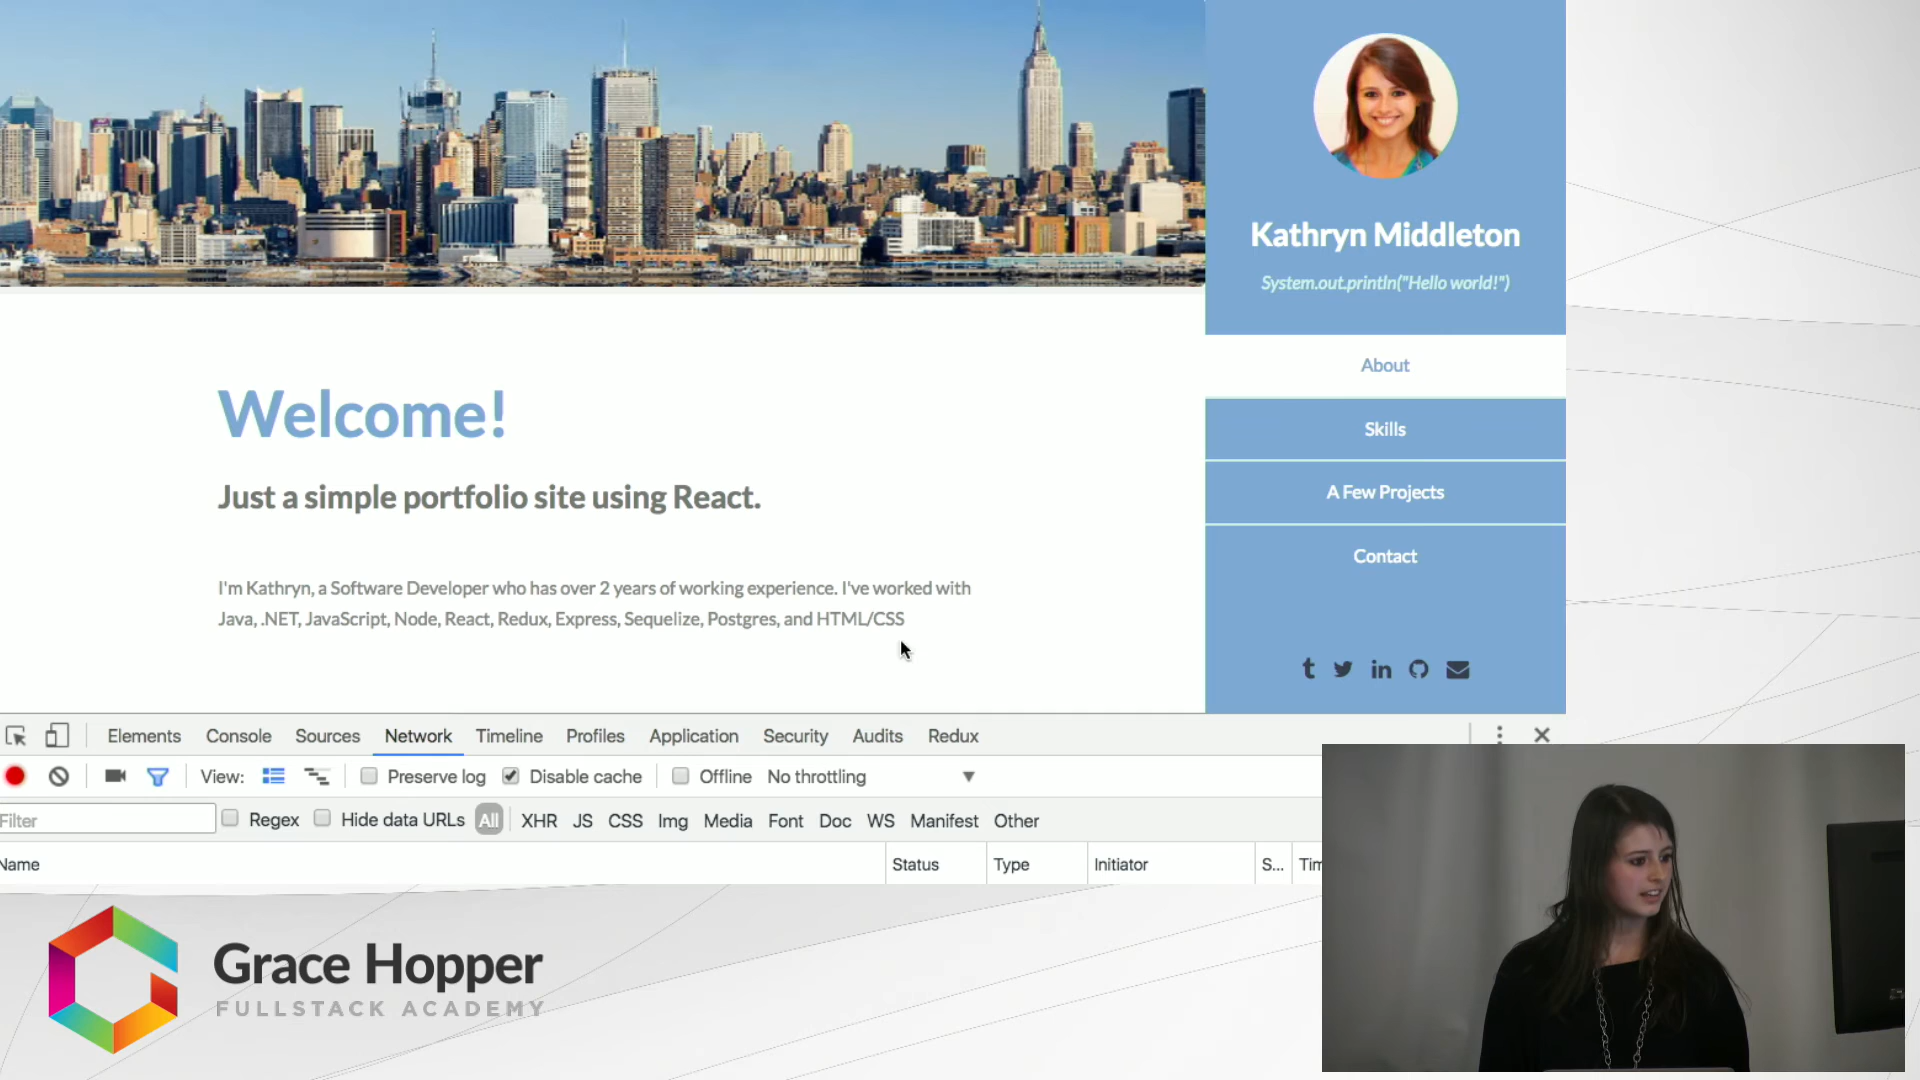 Kathryn Middleton
System.out.println("Hello world!")
About
Skills
A Few Projects
Contact
Welcome!
Just a simple portfolio site using React.
I'm Kathryn, a Software Developer who has over 2 years of working experience. I've worked with
Java, .NET, JavaScript, Node, React, Redux, Express, Sequelize, Postgres, and HTML/CSS
Elements Console Sources Network Timeline Profiles Application Security Audits Redux
View: Preserve log Disable cache Offline No throttling
Filter Regex Hide data URLs All XHR JS CSS Img Media Font Doc WS Manifest Other
Name Status Type Initiator S... Tim
Grace Hopper
FULLSTACK ACADEMY